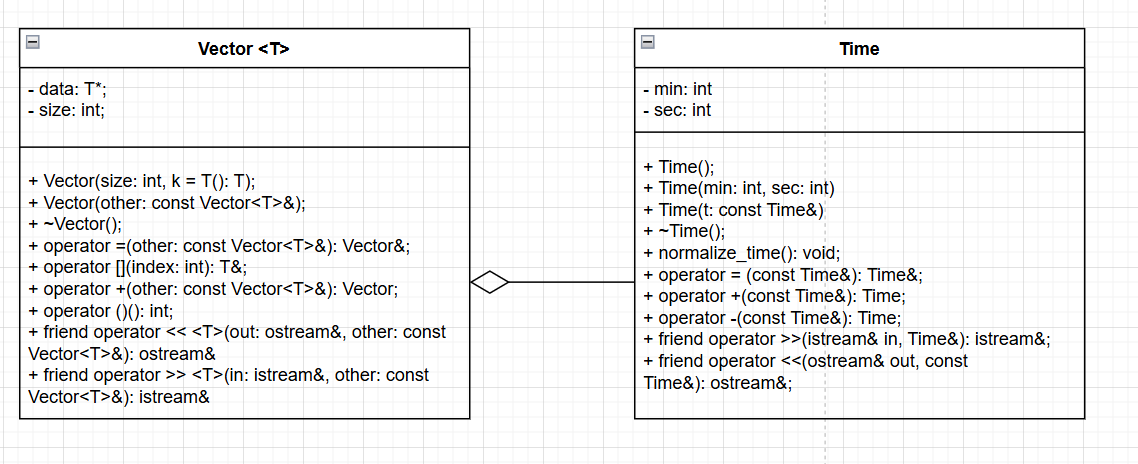 Vector <T>
- data: T*;
- size: int;
+ Vector(size: int, k = T(): T);
+ Vector(other: const Vector<T>&);
+ ~Vector();
+ operator =(other: const Vector<T>&): Vector&;
+ operator [](index: int): T&;
+ operator +(other: const Vector<T>&): Vector;
+ operator ()(): int;
+ friend operator << <T>(out: ostream&, other: const
Vector<T>&): ostream&
+ friend operator >> <T>(in: istream&, other: const
Vector<T>&): istream&
Time
- min: int
- sec: int
+ Time();
+ Time(min: int, sec: int)
+ Time(t: const Time&)
+ ~Time();
+ normalize_time(): void;
+ operator = (const Time&): Time&;
+ operator +(const Time&): Time;
+ operator -(const Time&): Time;
+ friend operator >>(istream& in, Time&): istream&;
+ friend operator <<(ostream& out, const
Time&): ostream&;